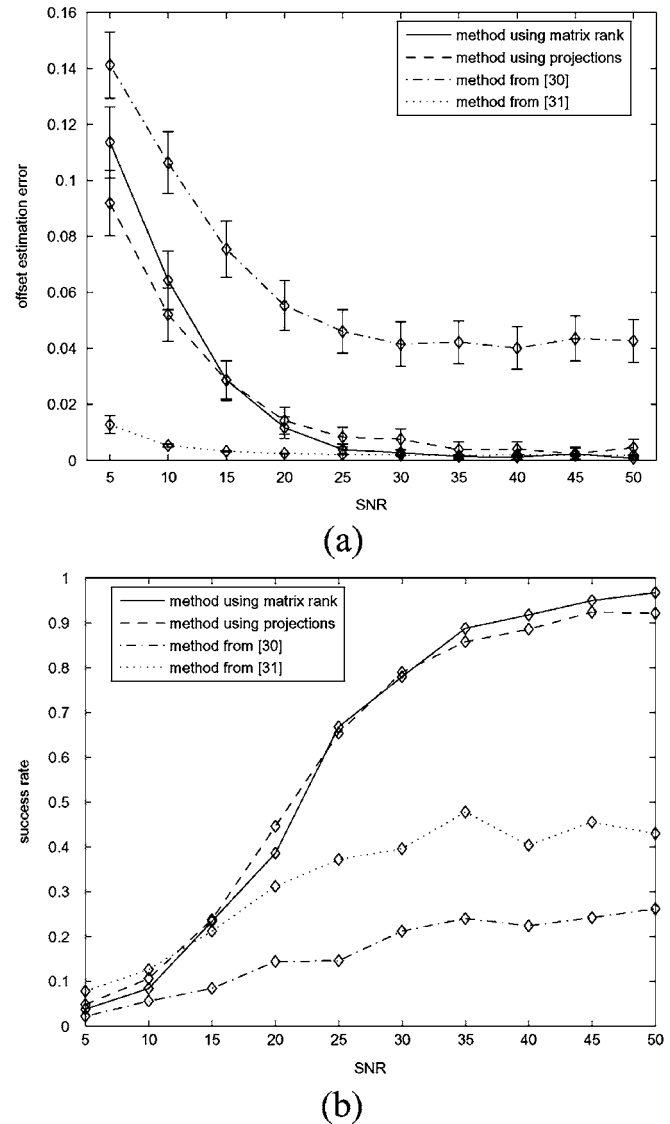 0.16
0.14
0.12
0.1
0.08
0.06
0.04
0.02
0
offset estimation error
method using matrix rank
method using projections
method from [30]
method from [31]
5 10 15 20 25 30 35 40 45 50
SNR
(a)
1
0.9
0.8
0.7
0.6
0.5
0.4
0.3
0.2
0.1
0
success rate
method using matrix rank
method using projections
method from [30]
method from [31]
5 10 15 20 25 30 35 40 45 50
SNR
(b)